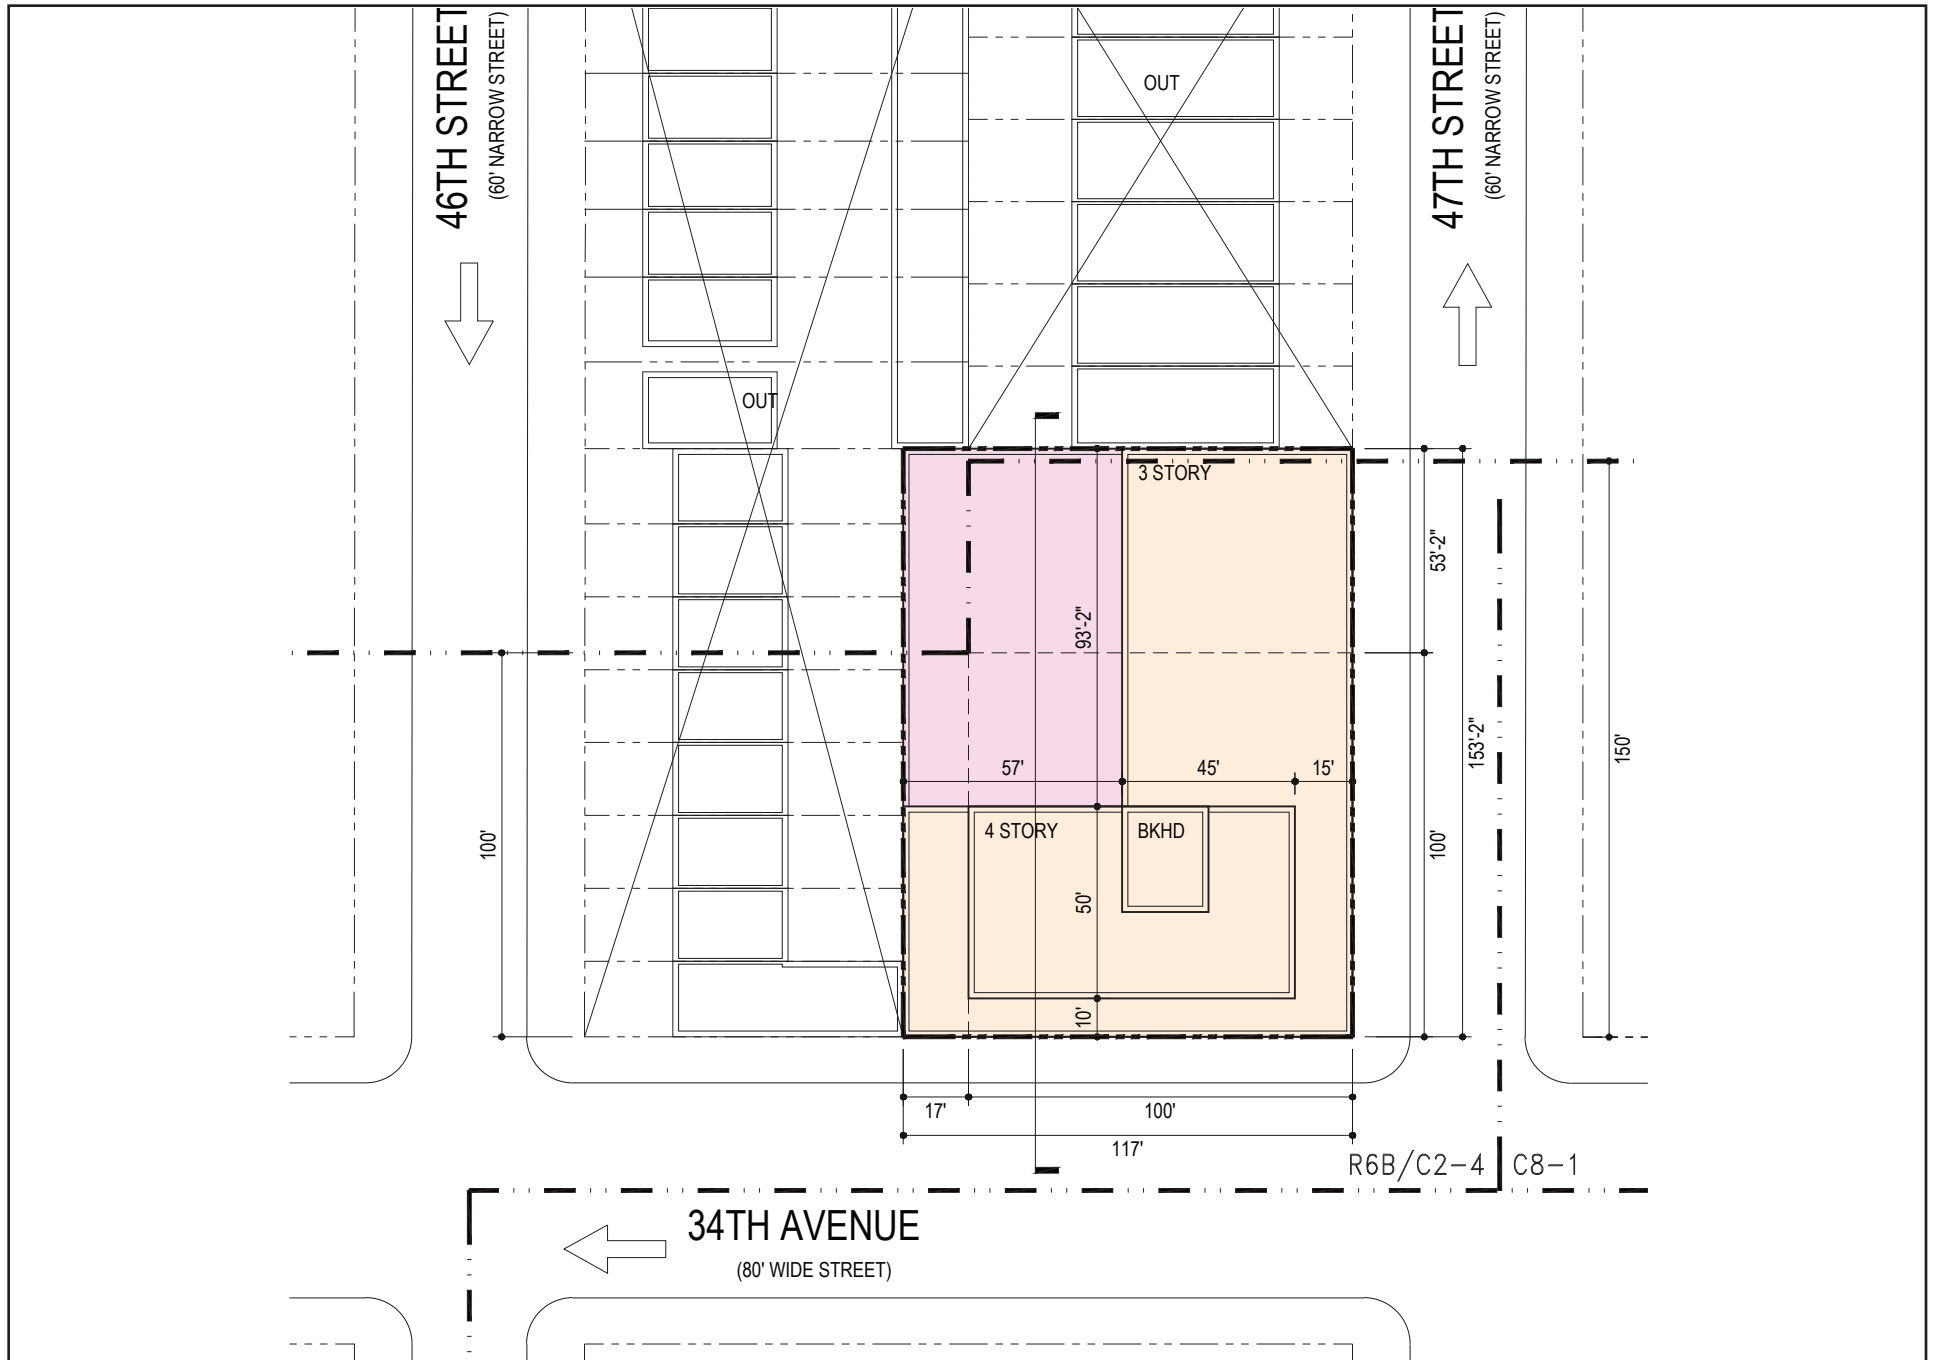 46TH STREET
(60' NARROW STREET)
47TH STREET
(60' NARROW STREET)
OUT
OUT
3 STORY
53'-2"
93'-2"
153'-2"
150'
57'
45'
15'
100'
4 STORY
BKHD
100'
50'
10'
17'
100'
117'
R6B/C2-4
C8-1
34TH AVENUE
(80' WIDE STREET)